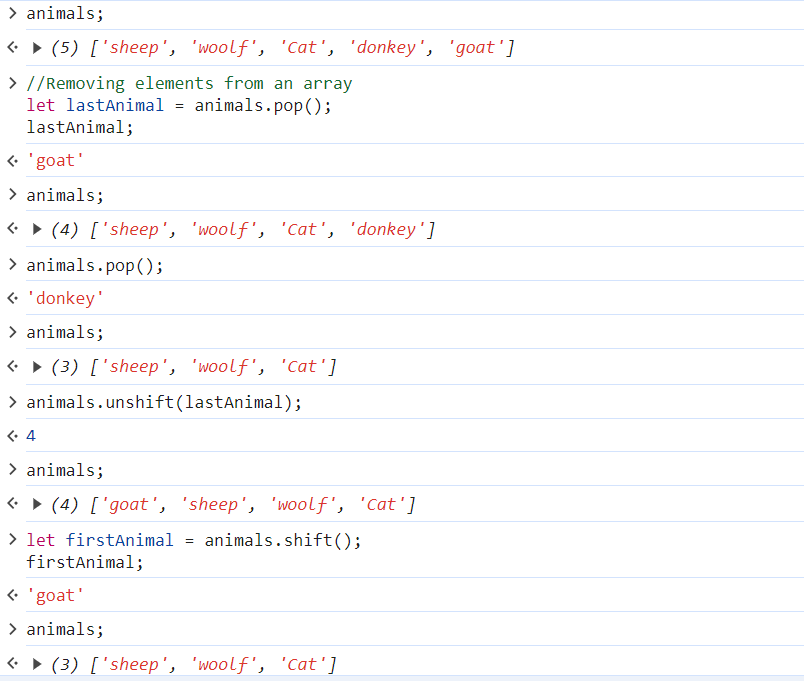 > animals;
<· ▶ (5) ['sheep', 'woolf', 'Cat', 'donkey', 'goat']
> //Removing elements from an array
let lastAnimal = animals.pop();
lastAnimal;
<· 'goat'
> animals;
<· ▶ (4) ['sheep', 'woolf', 'Cat', 'donkey']
> animals.pop();
<· 'donkey'
> animals;
<· ▶ (3) ['sheep', 'woolf', 'Cat']
> animals.unshift(lastAnimal);
<· 4
> animals;
<· ▶ (4) ['goat', 'sheep', 'woolf', 'Cat']
> let firstAnimal = animals.shift();
firstAnimal;
<· 'goat'
> animals;
<· ▶ (3) ['sheep', 'woolf', 'Cat']